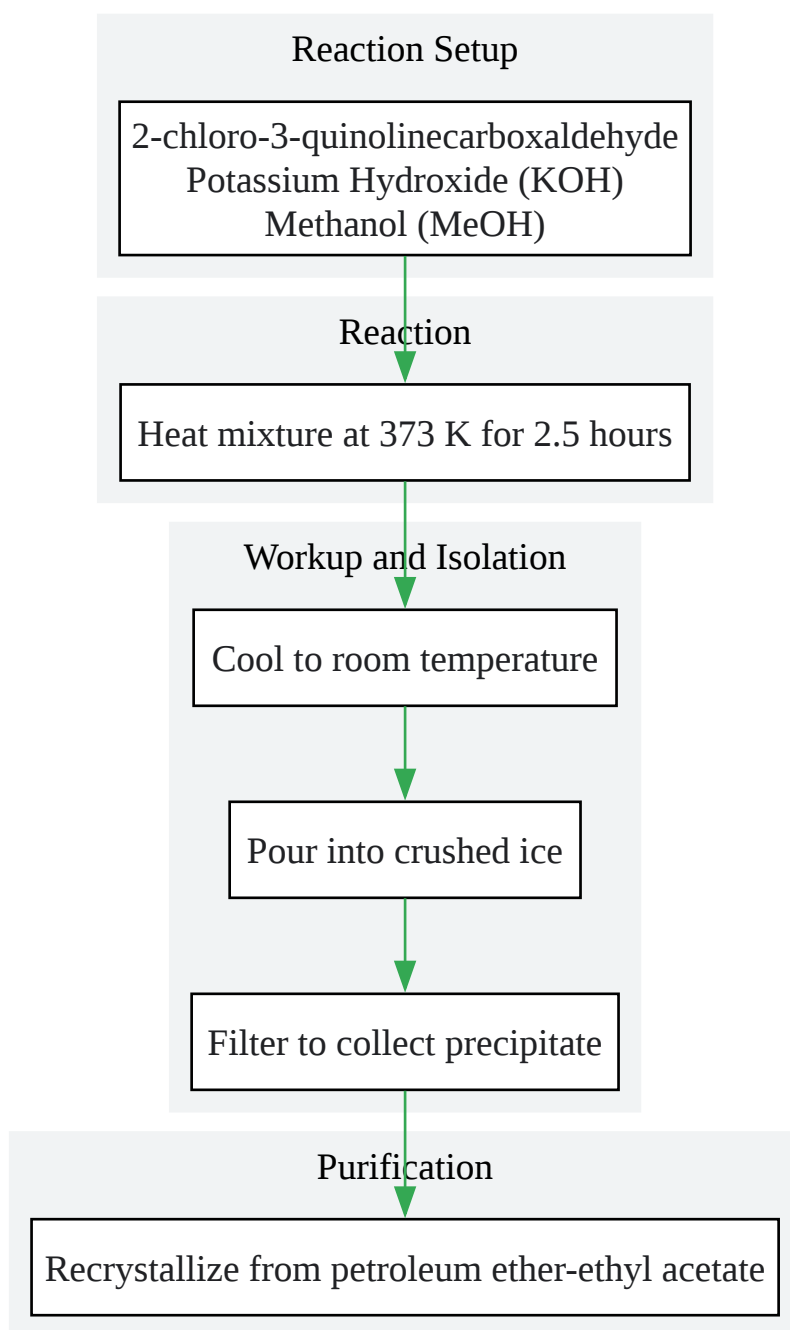 Reaction Setup
2-chloro-3-quinolinecarboxaldehyde
Potassium Hydroxide (KOH)
Methanol (MeOH)
Reaction
Heat mixture at 373 K for 2.5 hours
Workup and Isolation
Cool to room temperature
Pour into crushed ice
Filter to collect precipitate
Purification
Recrystallize from petroleum ether-ethyl acetate